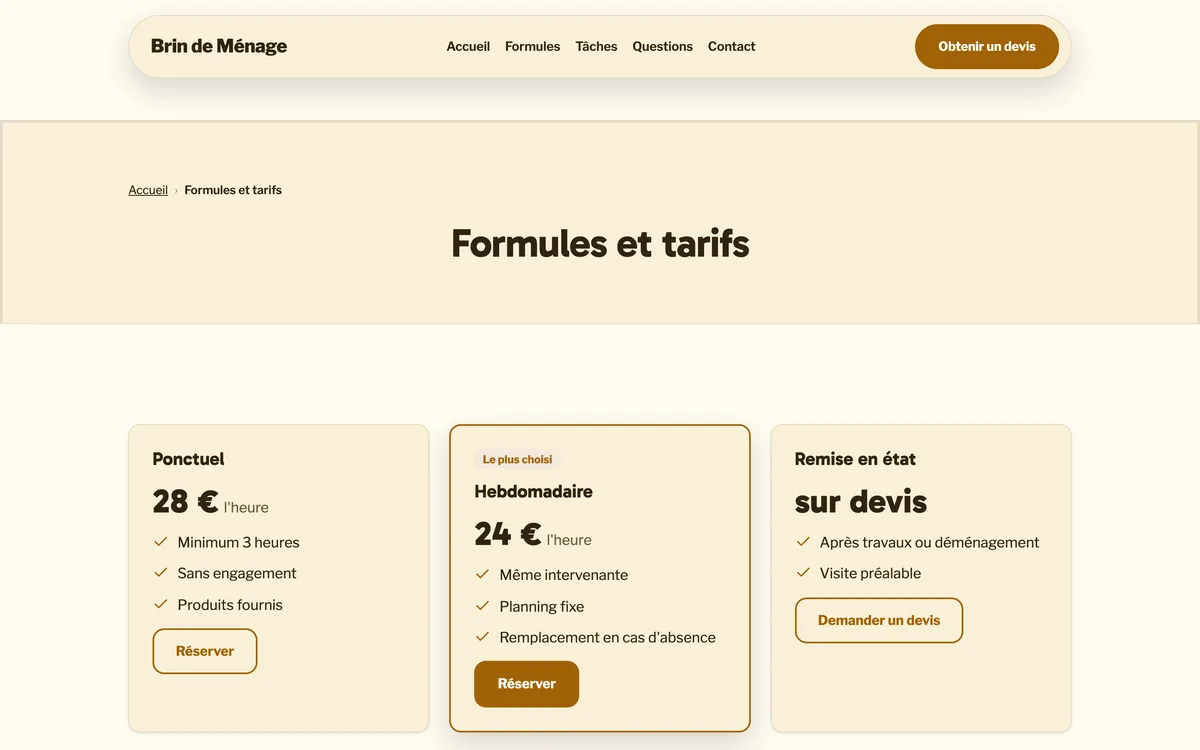 Brin de Ménage
Accueil
Formules
Tâches
Questions
Contact
Obtenir un devis
Accueil › Formules et tarifs
Formules et tarifs
Ponctuel
28 € l'heure
Minimum 3 heures
Sans engagement
Produits fournis
Réserver
Le plus choisi
Hebdomadaire
24 € l'heure
Même intervenante
Planning fixe
Remplacement en cas d'absence
Réserver
Remise en état
sur devis
Après travaux ou déménagement
Visite préalable
Demander un devis